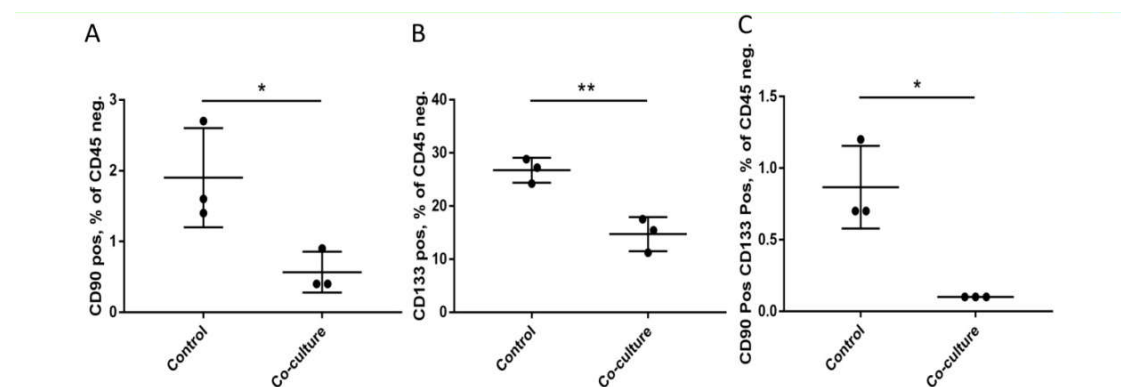 A
CD90 pos, % of CD45 neg.
3
2
1
0
*
Control
Co-culture
B
CD133 pos, % of CD45 neg.
40
30
20
10
0
**
Control
Co-culture
C
CD90 Pos CD133 Pos, % of CD45 neg.
1.5
1.0
0.5
0.0
*
Control
Co-culture